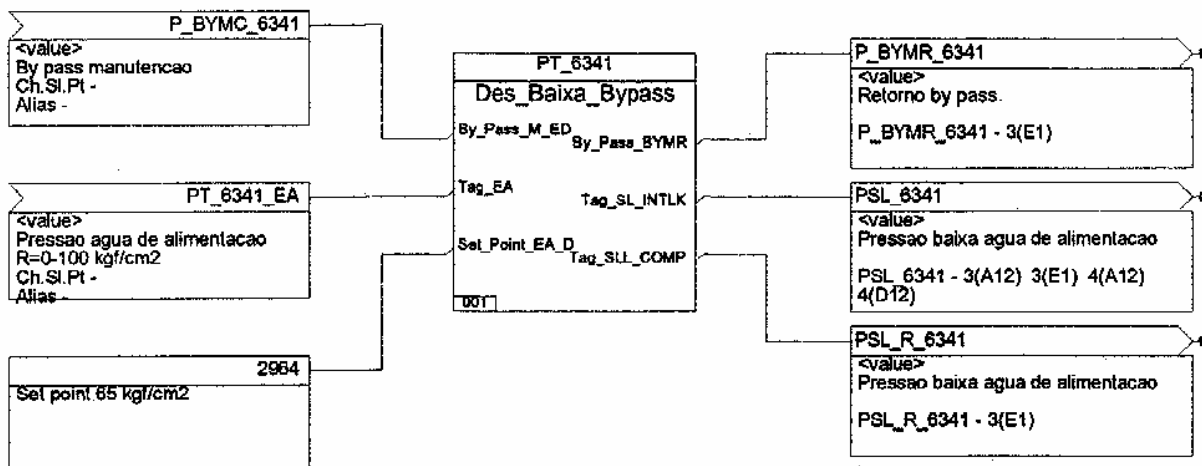 P_BYMC_6341
<value>
By pass manutencao
Ch.Sl.Pt -
Alias -
PT_6341_EA
<value>
Pressao agua de alimentacao
R=0-100 kgf/cm2
Ch.Sl.Pt -
Alias -
2964
Set point.65 kgf/cm2
PT_6341
Des_Baixa_Bypass
By_Pass_M_ED
By_Pass_BYMR
Tag_EA
Tag_SL_INTLK
Set_Point_EA_D
Tag_SLL_COMP
001
P_BYMR_6341
<value>
Retorno by pass.
P_BYMR_6341 - 3(E1)
PSL_6341
<value>
Pressao baixa agua de alimentacao
PSL_6341 - 3(A12) 3(E1) 4(A12)
4(D12)
PSL_R_6341
<value>
Pressao baixa agua de alimentacao
PSL_R_6341 - 3(E1)